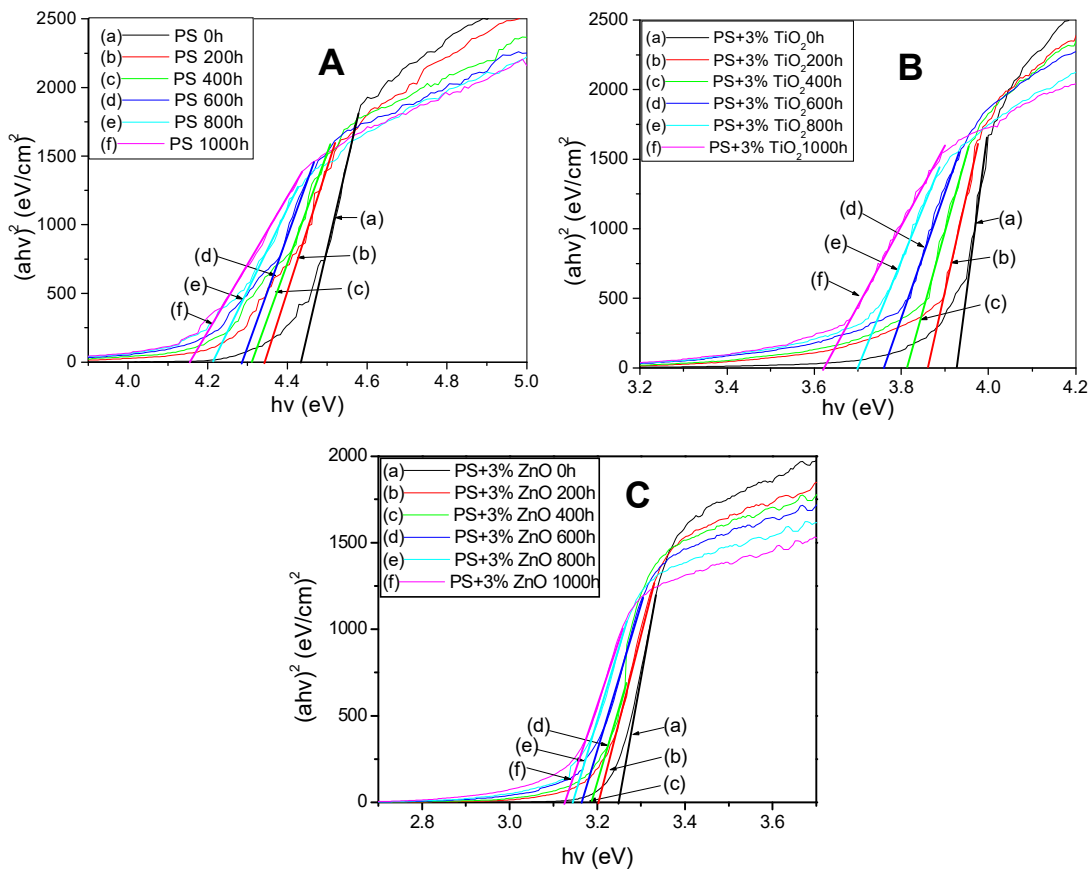 A
(a) PS 0h
(b) PS 200h
(c) PS 400h
(d) PS 600h
(e) PS 800h
(f) PS 1000h
2500
2000
1500
1000
500
0
(ahv)² (eV/cm)²
(a)
(b)
(c)
(d)
(e)
(f)
4.0 4.2 4.4 4.6 4.8 5.0
hv (eV)
B
(a) PS+3% TiO₂0h
(b) PS+3% TiO₂200h
(c) PS+3% TiO₂400h
(d) PS+3% TiO₂600h
(e) PS+3% TiO₂800h
(f) PS+3% TiO₂1000h
2500
2000
1500
1000
500
0
(ahv)² (eV/cm)²
(d)
(e)
(f)
(a)
(b)
(c)
3.2 3.4 3.6 3.8 4.0 4.2
hv (eV)
C
(a) PS+3% ZnO 0h
(b) PS+3% ZnO 200h
(c) PS+3% ZnO 400h
(d) PS+3% ZnO 600h
(e) PS+3% ZnO 800h
(f) PS+3% ZnO 1000h
2000
1500
1000
500
0
(ahv)² (eV/cm)²
(d)
(e)
(f)
(a)
(b)
(c)
2.8 3.0 3.2 3.4 3.6
hv (eV)